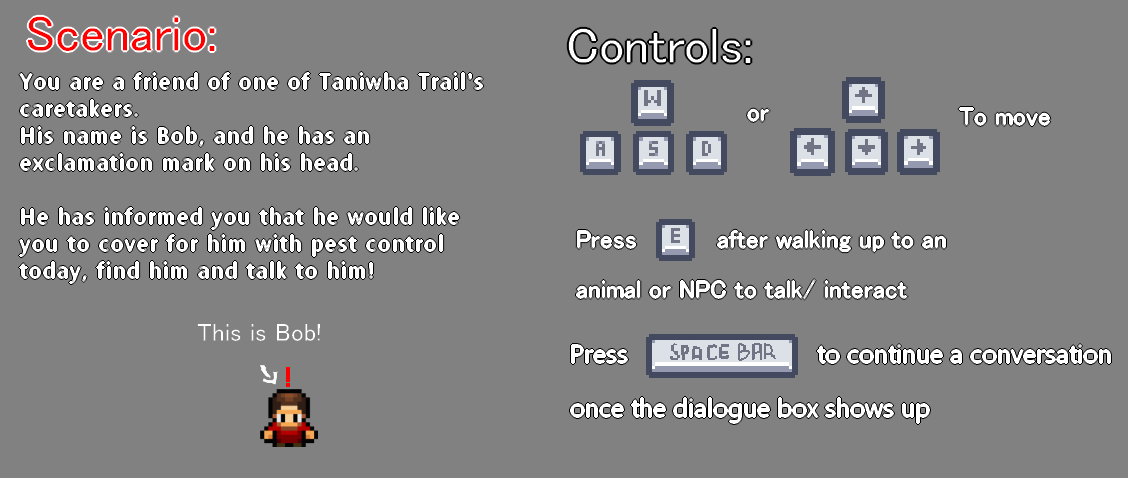 Scenario:
You are a friend of one of Taniwha Trail's
caretakers.
His name is Bob, and he has an
exclamation mark on his head.
He has informed you that he would like
you to cover for him with pest control
today, find him and talk to him!
This is Bob!
!
Controls:
W
A S D
or
To move
Press E after walking up to an
animal or NPC to talk/ interact
Press SPACE BAR to continue a conversation
once the dialogue box shows up